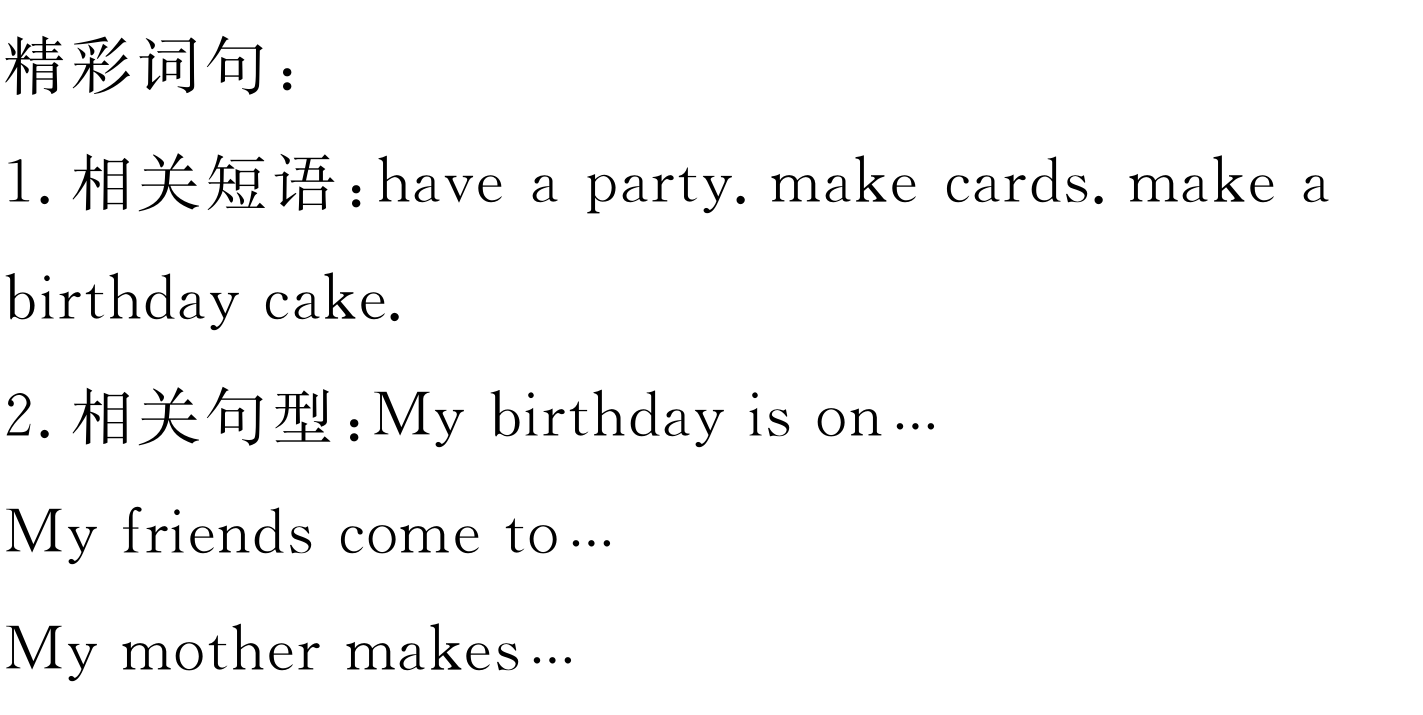 精彩词句：
1. 相关短语：have a party. make cards. make a
birthday cake.
2. 相关句型：My birthday is on…
My friends come to…
My mother makes…